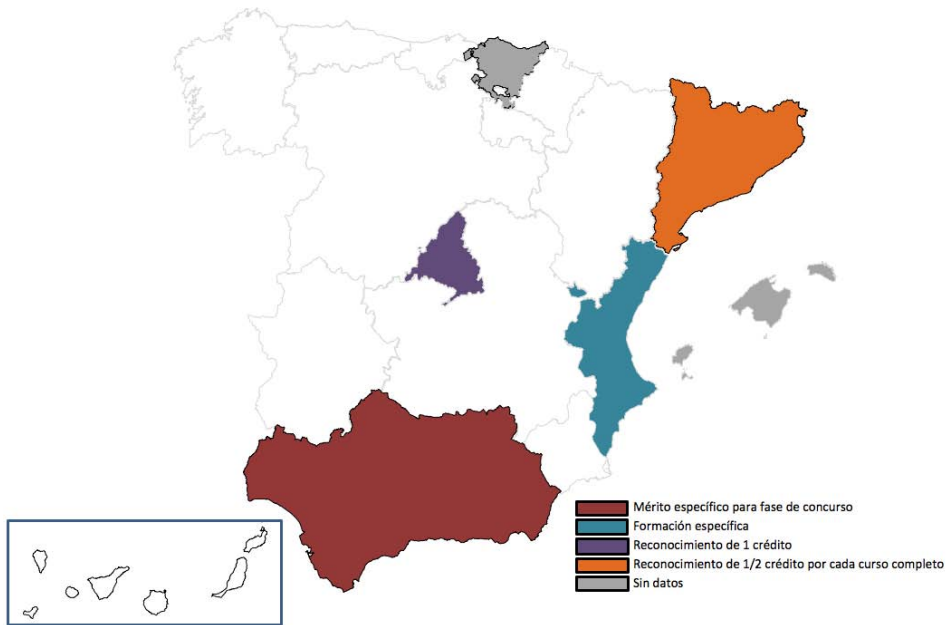 Mérito específico para fase de concurso
Formación específica
Reconocimiento de 1 crédito
Reconocimiento de 1/2 crédito por cada curso completo
Sin datos